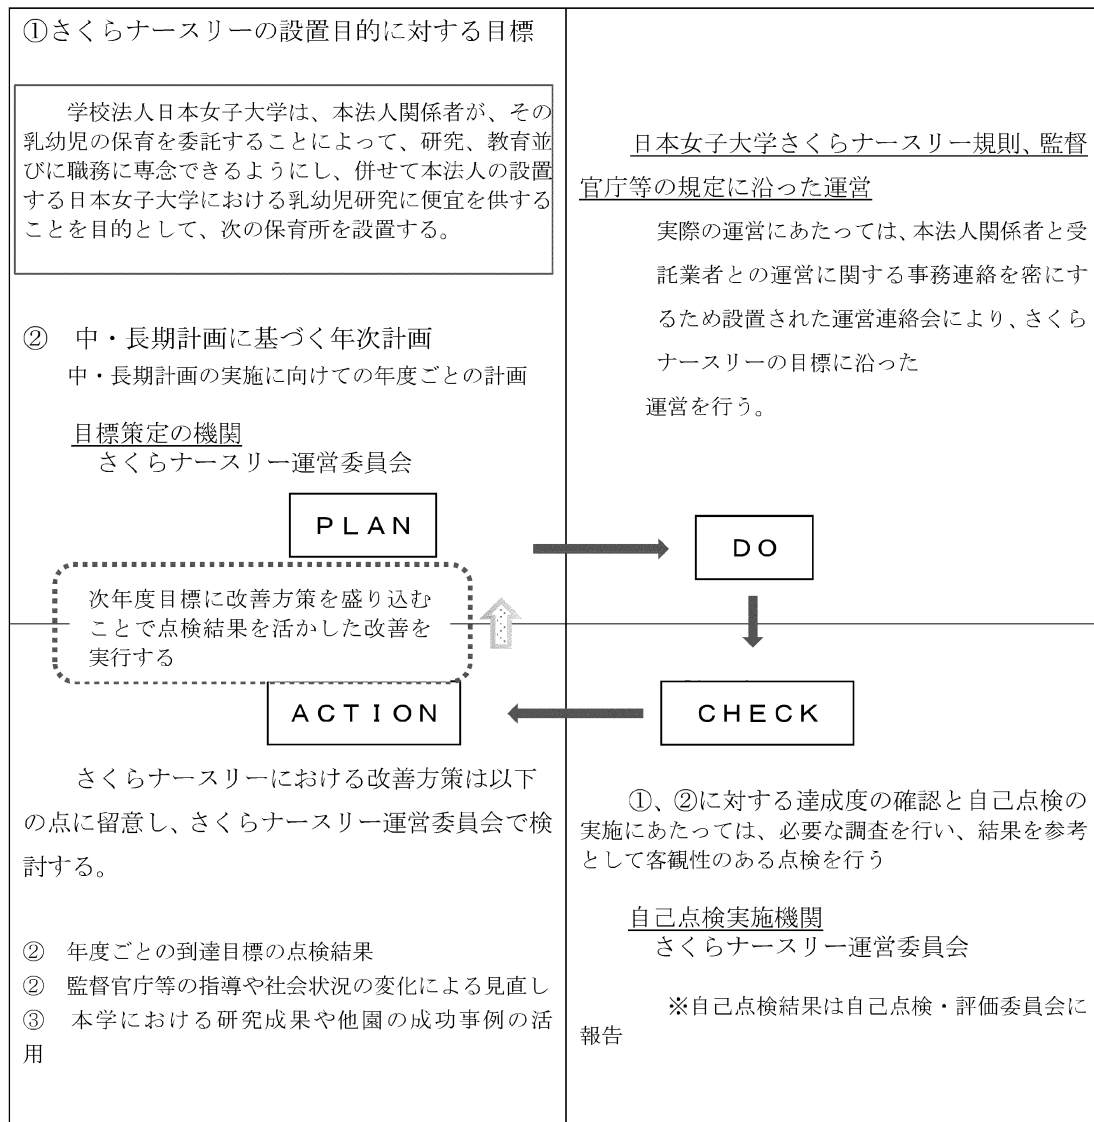 ①さくらナースリーの設置目的に対する目標
学校法人日本女子大学は、本法人関係者が、その
乳幼児の保育を委託することによって、研究、教育並
びに職務に専念できるようにし、併せて本法人の設置
する日本女子大学における乳幼児研究に便宜を供する
ことを目的として、次の保育所を設置する。
② 中・長期計画に基づく年次計画
中・長期計画の実施に向けての年度ごとの計画
目標策定の機関
さくらナースリー運営委員会
ＰＬＡＮ
日本女子大学さくらナースリー規則、監督
官庁等の規定に沿った運営
実際の運営にあたっては、本法人関係者と受
託業者との運営に関する事務連絡を密にす
るため設置された運営連絡会により、さくら
ナースリーの目標に沿った
運営を行う。
ＤＯ
次年度目標に改善方策を盛り込む
ことで点検結果を活かした改善を
実行する
ＡＣＴＩＯＮ
さくらナースリーにおける改善方策は以下
の点に留意し、さくらナースリー運営委員会で検
討する。
② 年度ごとの到達目標の点検結果
② 監督官庁等の指導や社会状況の変化による見直し
③ 本学における研究成果や他園の成功事例の活
用
ＣＨＥＣＫ
①、②に対する達成度の確認と自己点検の
実施にあたっては、必要な調査を行い、結果を参考
として客観性のある点検を行う
自己点検実施機関
さくらナースリー運営委員会
※自己点検結果は自己点検・評価委員会に
報告